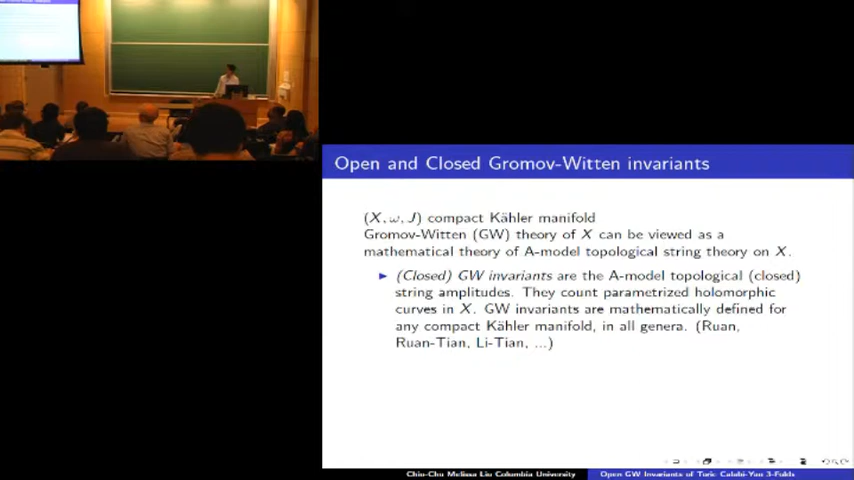 Open and Closed Gromov-Witten invariants
(X, ω, J) compact Kähler manifold
Gromov-Witten (GW) theory of X can be viewed as a
mathematical theory of A-model topological string theory on X.
▶ (Closed) GW invariants are the A-model topological (closed)
string amplitudes. They count parametrized holomorphic
curves in X. GW invariants are mathematically defined for
any compact Kähler manifold, in all genera. (Ruan,
Ruan-Tian, Li-Tian, ...)
Chiu-Chu Melissa Liu Columbia University
Open GW Invariants of Toric Calabi-Yau 3-Folds